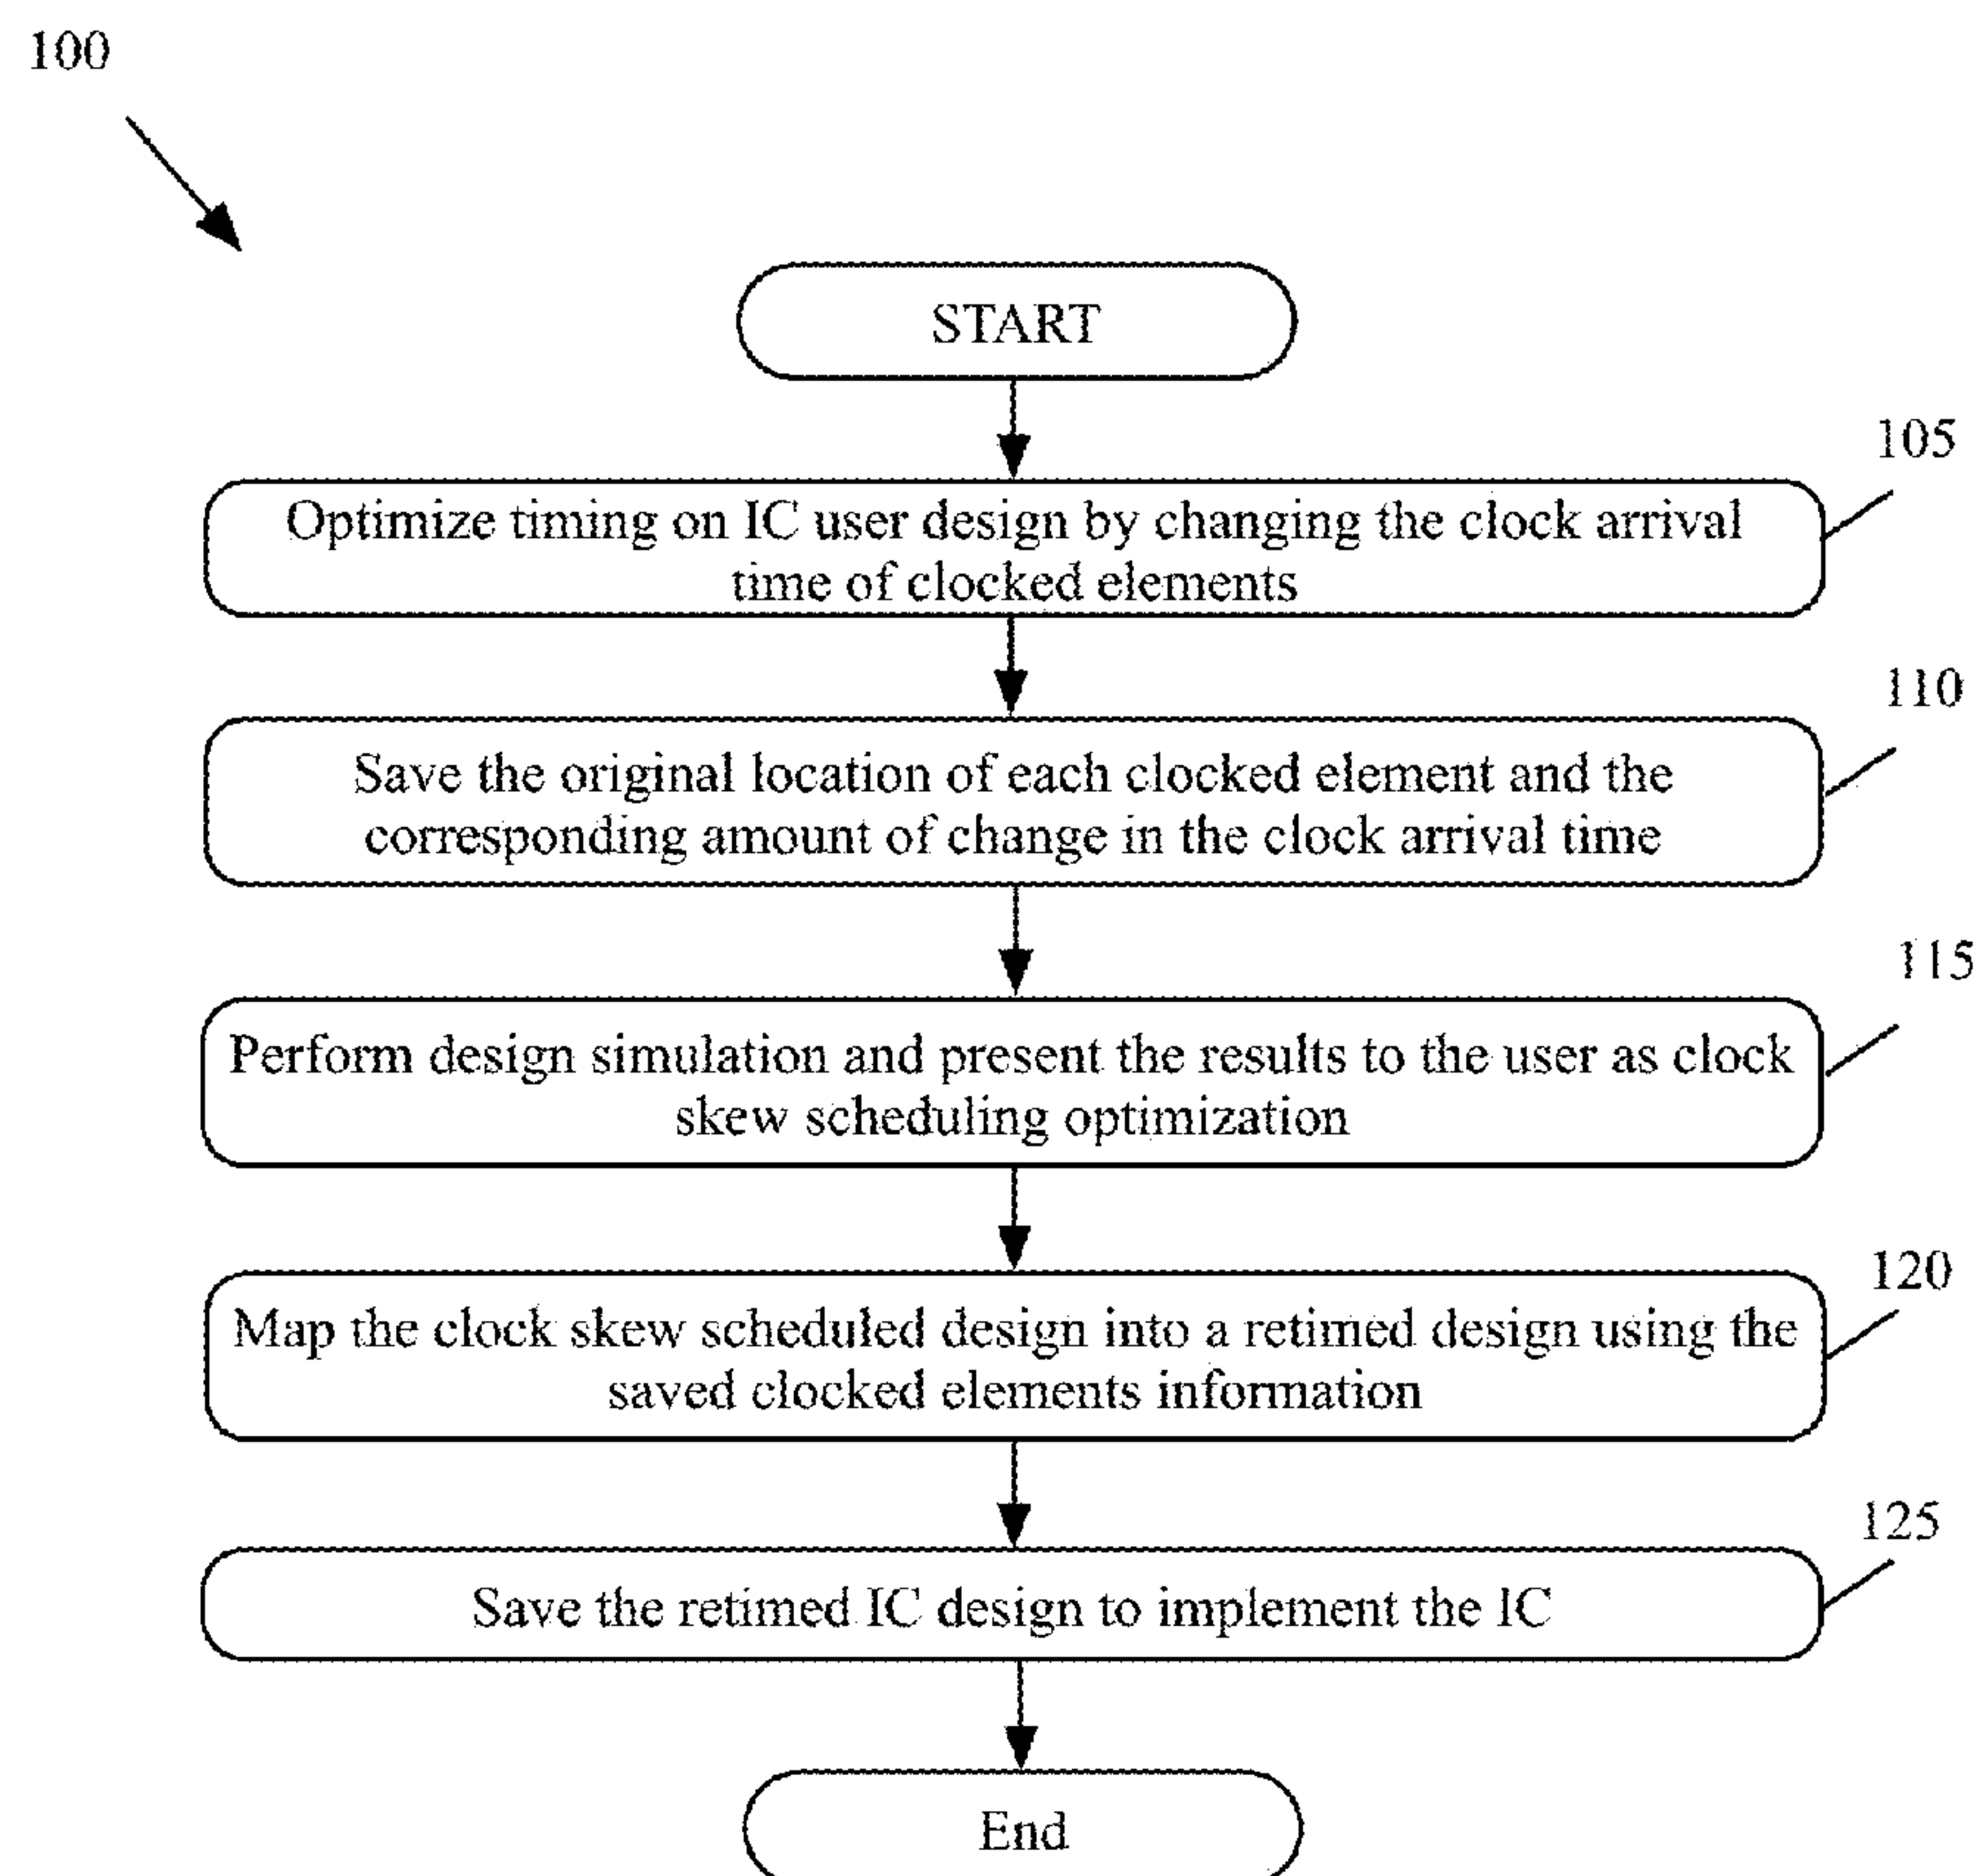 100
START
105
Optimize timing on IC user design by changing the clock arrival
time of clocked elements
110
Save the original location of each clocked element and the
corresponding amount of change in the clock arrival time
115
Perform design simulation and present the results to the user as clock
skew scheduling optimization
120
Map the clock skew scheduled design into a retimed design using the
saved clocked elements information
125
Save the retimed IC design to implement the IC
End